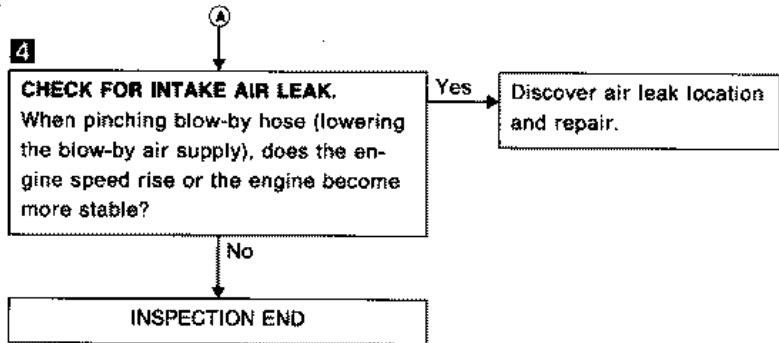 A
4
CHECK FOR INTAKE AIR LEAK.
When pinching blow-by hose (lowering
the blow-by air supply), does the en-
gine speed rise or the engine become
more stable?
Yes
Discover air leak location
and repair.
No
INSPECTION END